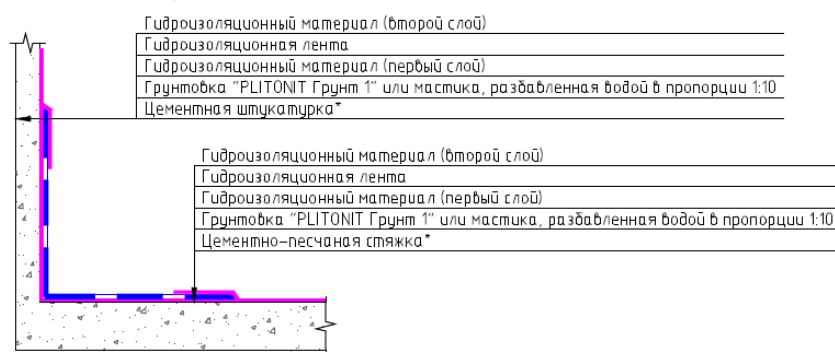 Гидроизоляционный материал (второй слой)
Гидроизоляционная лента
Гидроизоляционный материал (первый слой)
Грунтовка "PLITONIT Грунт 1" или мастика, разбавленная водой в пропорции 1:10
Цементная штукатурка*
Гидроизоляционный материал (второй слой)
Гидроизоляционная лента
Гидроизоляционный материал (первый слой)
Грунтовка "PLITONIT Грунт 1" или мастика, разбавленная водой в пропорции 1:10
Цементно-песчаная стяжка*